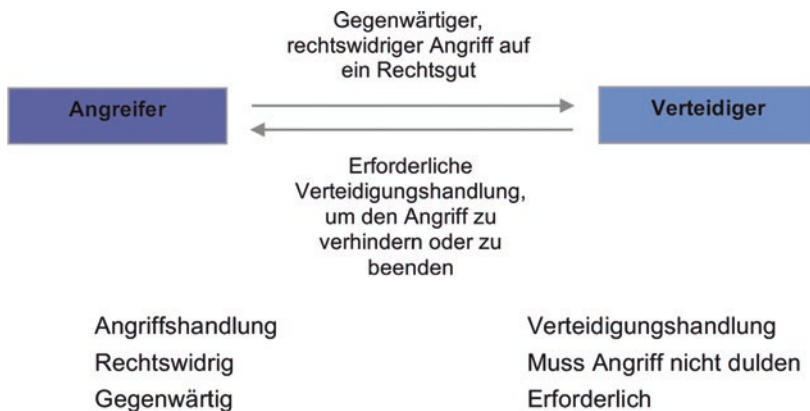 Gegenwärtiger,
rechtswidriger Angriff auf
ein Rechtsgut
Angreifer
Verteidiger
Erforderliche
Verteidigungshandlung,
um den Angriff zu
verhindern oder zu
beenden
Angriffshandlung
Rechtswidrig
Gegenwärtig
Verteidigungshandlung
Muss Angriff nicht dulden
Erforderlich